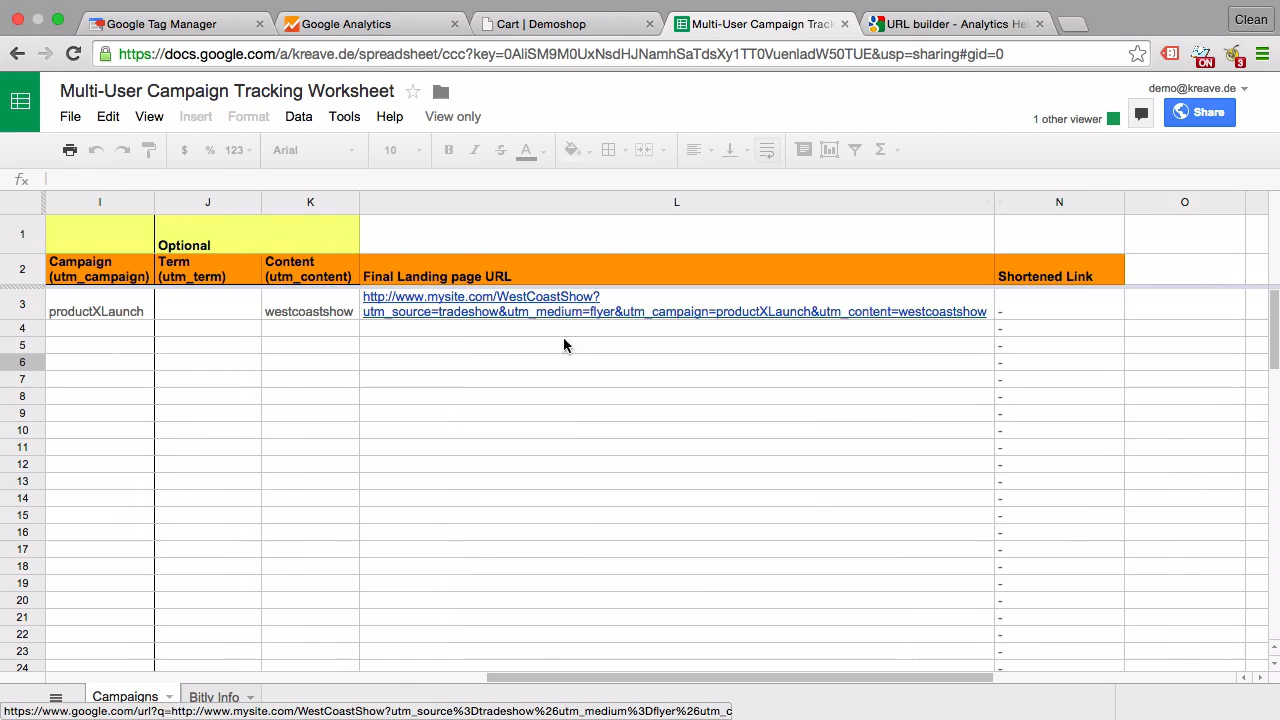 Google Tag Manager
Google Analytics
Cart | Demoshop
Multi-User Campaign Track
URL builder - Analytics He
Clean
https://docs.google.com/a/kreave.de/spreadsheet/ccc?key=0AliSM9M0UxNsdHJNamhSaTdsXy1TT0VuenladW50TUE&usp=sharing#gid=0
ON
3
Multi-User Campaign Tracking Worksheet
demo@kreave.de
File Edit View Insert Format Data Tools Help View only
1 other viewer
Share
$ % 123 Arial 10 B I S A Σ
fx
I J K L N O
1 Optional
2 Campaign (utm_campaign) Term (utm_term) Content (utm_content) Final Landing page URL Shortened Link
3 productXLaunch westcoastshow http://www.mysite.com/WestCoastShow?
utm_source=tradeshow&utm_medium=flyer&utm_campaign=productXLaunch&utm_content=westcoastshow -
4 -
5 -
6 -
7 -
8 -
9 -
10 -
11 -
12 -
13 -
14 -
15 -
16 -
17 -
18 -
19 -
20 -
21 -
22 -
23 -
24 -
Campaigns Bitly Info
https://www.google.com/url?q=http://www.mysite.com/WestCoastShow?utm_source%3Dtradeshow%26utm_medium%3Dflyer%26utm_c